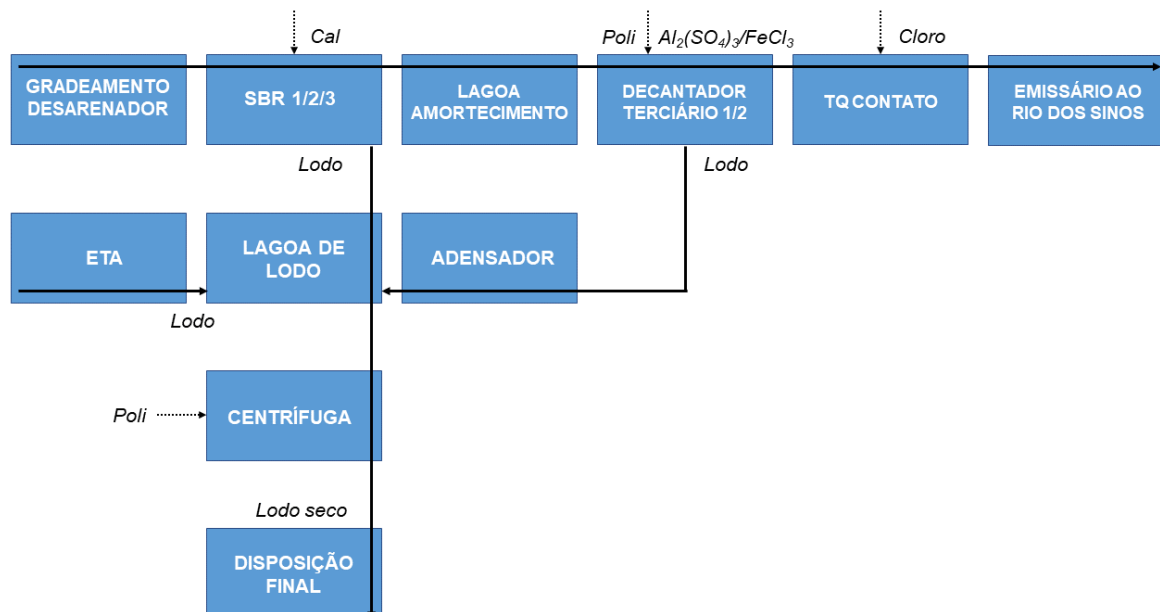 Cal
Poli
Al₂(SO₄)₃/FeCl₃
Cloro
GRADEAMENTO
DESARENADOR
SBR 1/2/3
LAGOA
AMORTECIMENTO
DECANTADOR
TERCIÁRIO 1/2
TQ CONTATO
EMISSÁRIO AO
RIO DOS SINOS
Lodo
Lodo
ETA
LAGOA DE
LODO
ADENSADOR
Lodo
Poli
CENTRÍFUGA
Lodo seco
DISPOSIÇÃO
FINAL